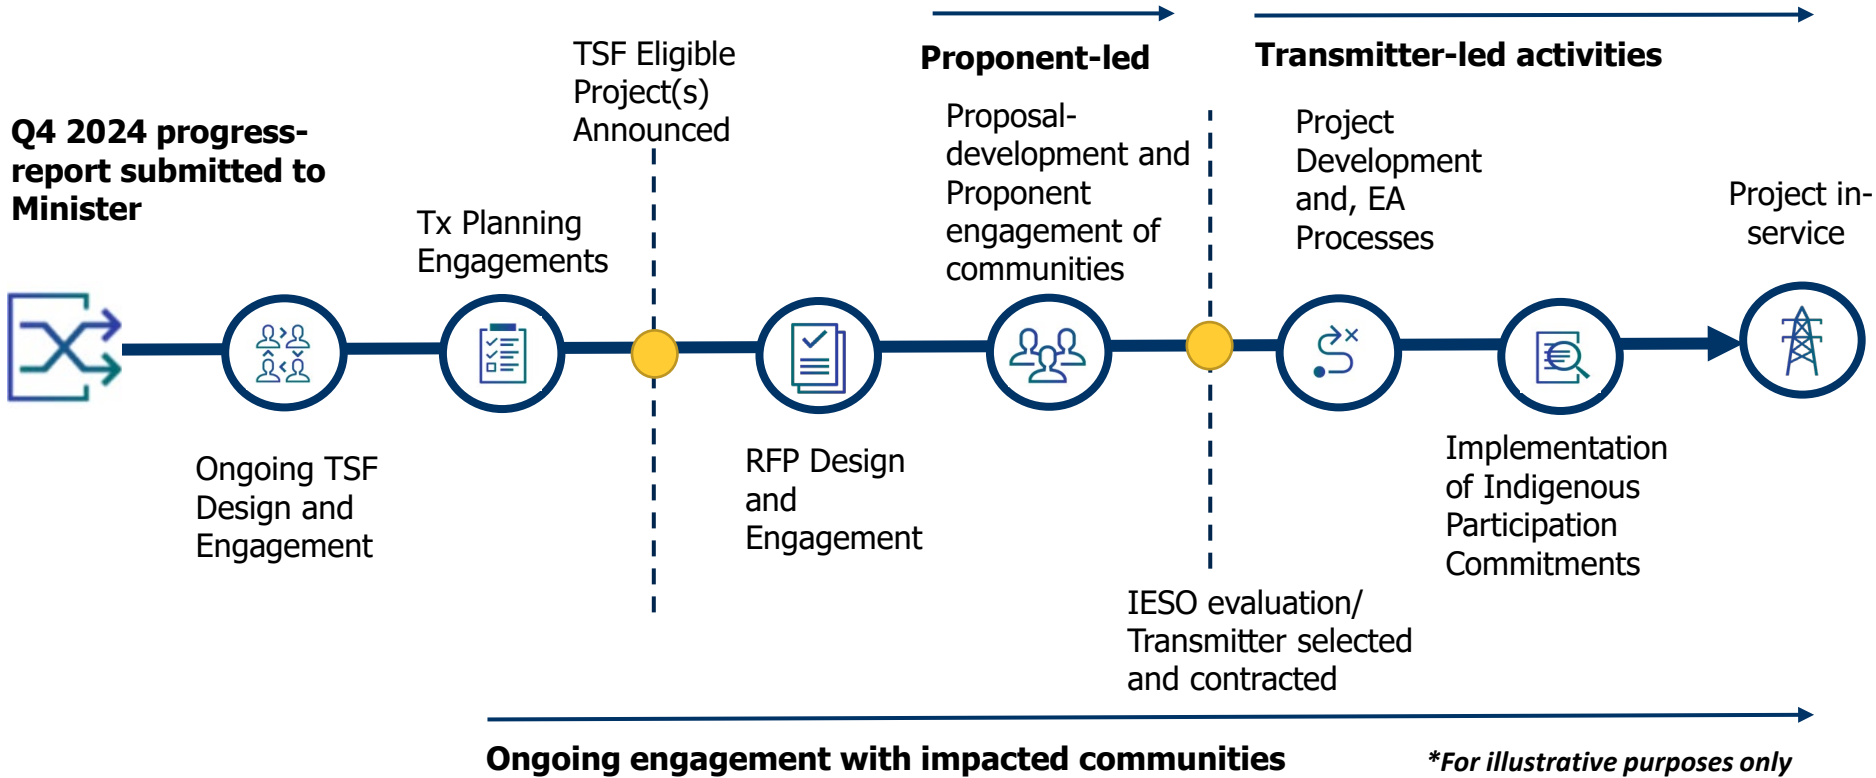 Proponent-led
Transmitter-led activities
Q4 2024 progress-
report submitted to
Minister
Tx Planning
Engagements
TSF Eligible
Project(s)
Announced
Proposal-
development and
Proponent
engagement of
communities
Project
Development
and, EA
Processes
Project in-
service
Ongoing TSF
Design and
Engagement
RFP Design
and
Engagement
IESO evaluation/
Transmitter selected
and contracted
Implementation
of Indigenous
Participation
Commitments
Ongoing engagement with impacted communities
*For illustrative purposes only